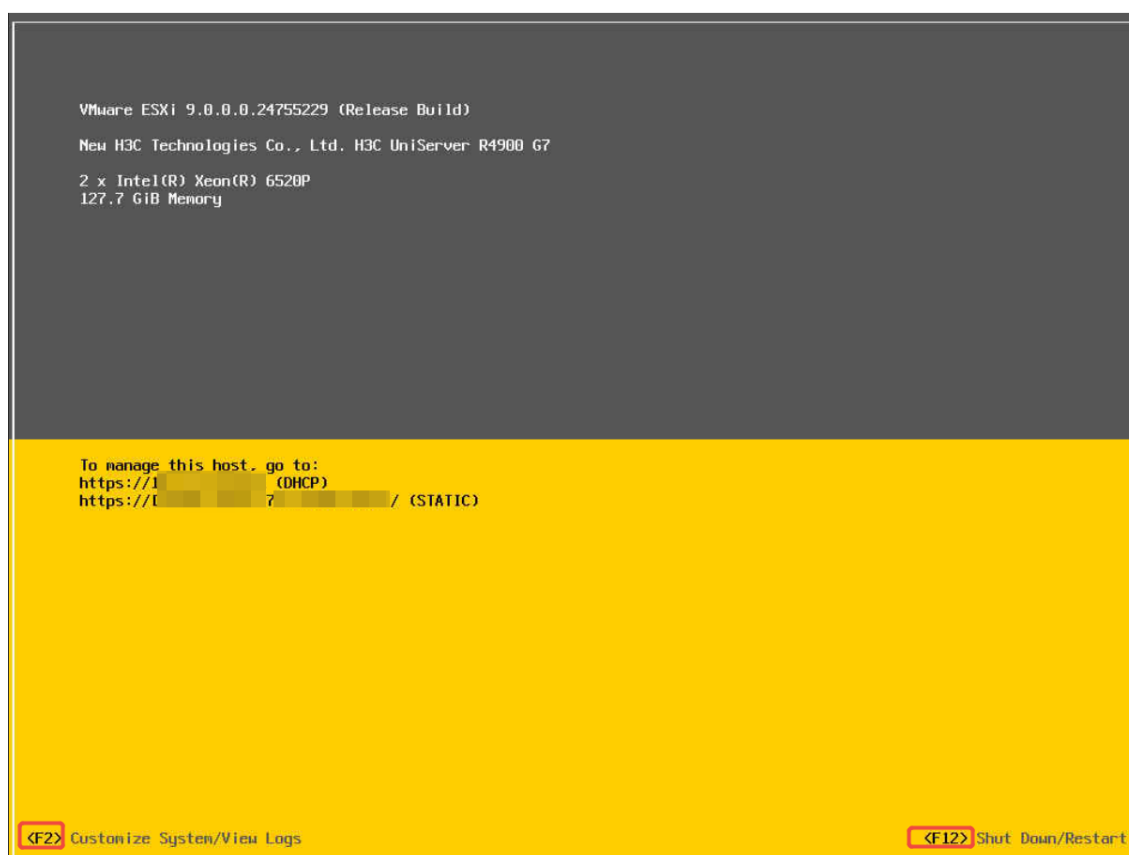 VMware ESXi 9.0.0.0.24755229 (Release Build)
New H3C Technologies Co., Ltd. H3C UniServer R4900 G7
2 x Intel(R) Xeon(R) 6520P
127.7 GiB Memory
To manage this host, go to:
https:// (DHCP)
https:// / (STATIC)
<F2> Customize System/View Logs
<F12> Shut Down/Restart